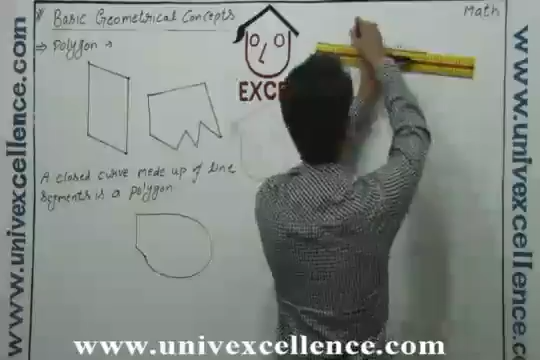 * Basic Geometrical Concepts
Math
⇒ Polygon →
EXCE
A closed curve made up of line
segments is a polygon.
www.univexcellence.com
www.univexcellence.com
www.univexcellence.com